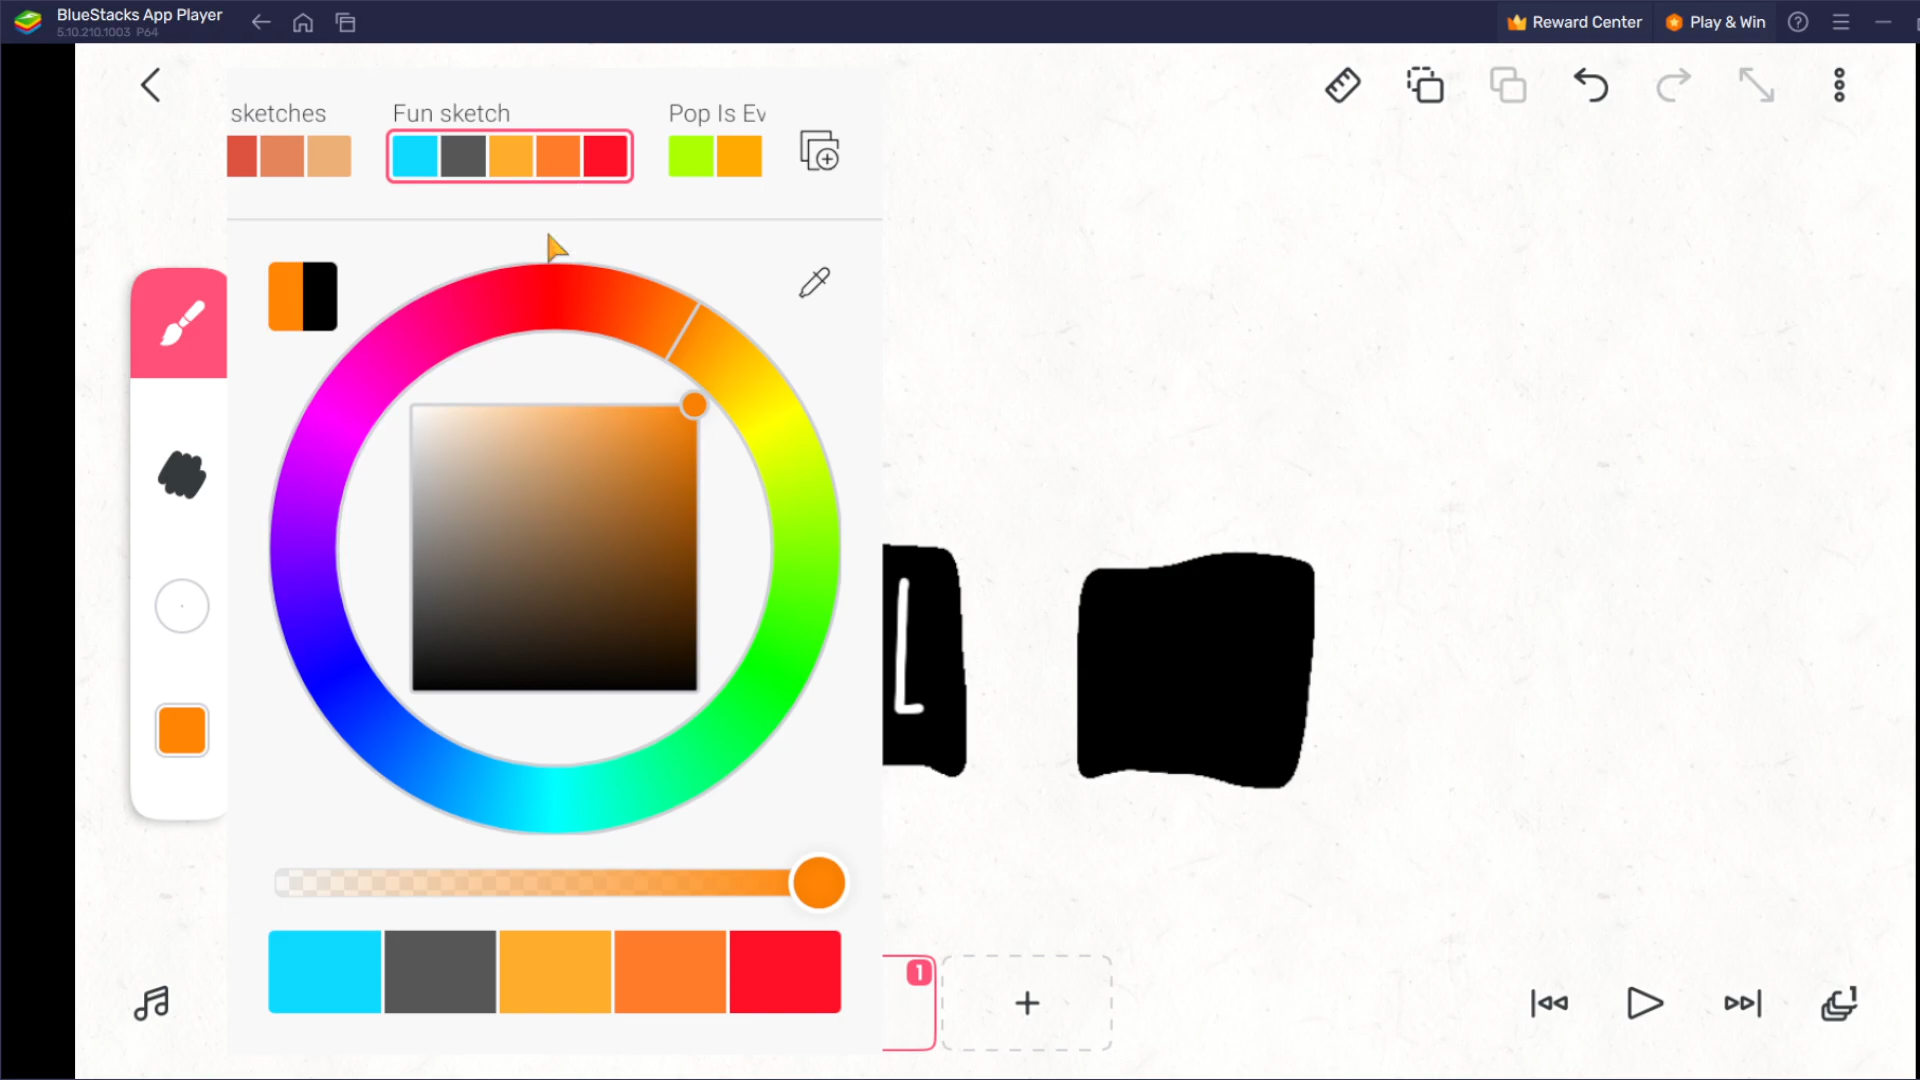 BlueStacks App Player
5.10.210.1003 P64
Reward Center
Play & Win
sketches
Fun sketch
Pop Is Ev
L
1
1